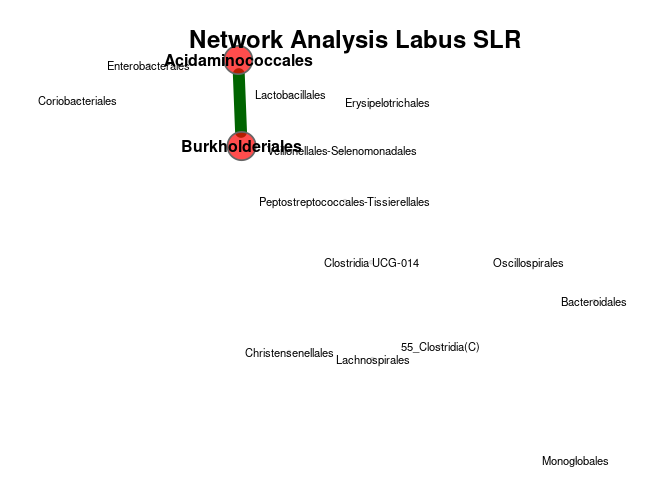 Network Analysis Labus SLR
Acidaminococcales
Enterobacterales
Lactobacillales
Coriobacteriales
Erysipelotrichales
Burkholderiales
Veillonellales-Selenomonadales
Peptostreptococcales-Tissierellales
Clostridia UCG-014
Oscillospirales
Bacteroidales
55_Clostridia(C)
Christensenellales
Lachnospirales
Monoglobales